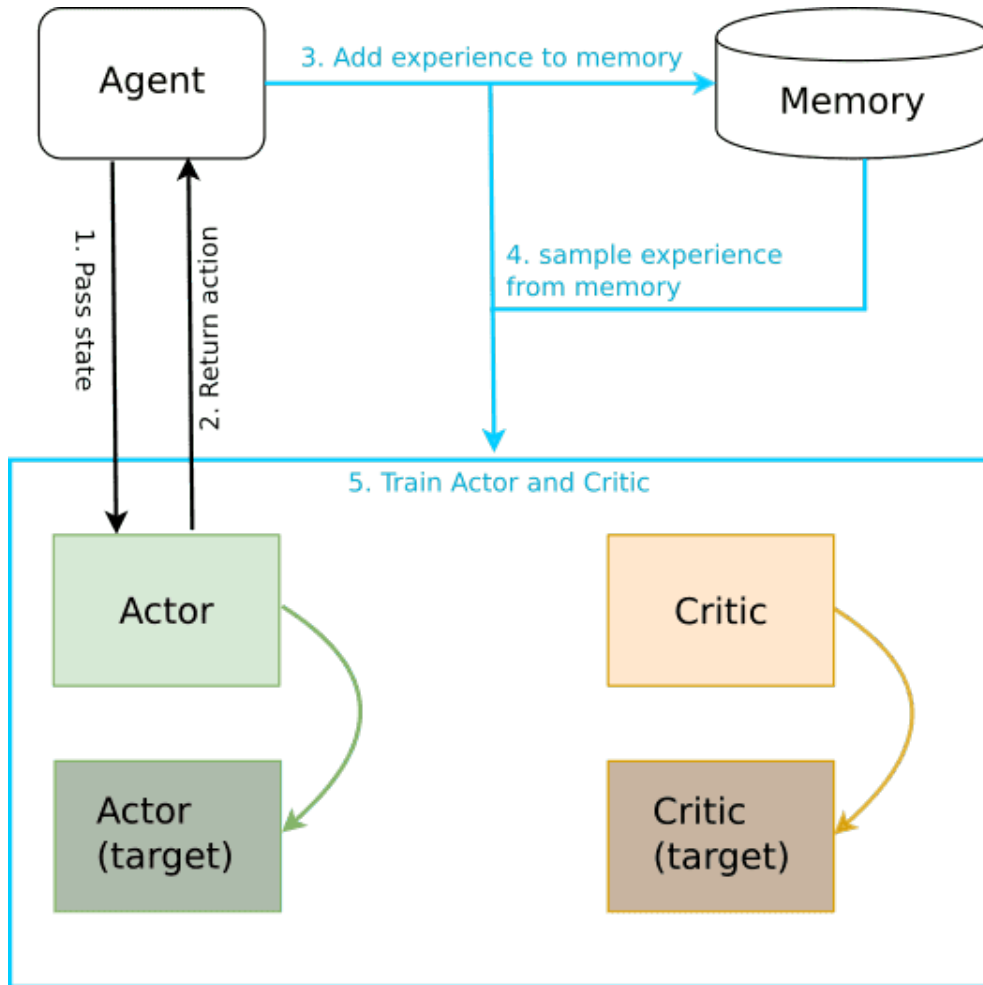 Agent
3. Add experience to memory
Memory
1. Pass state
2. Return action
4. sample experience
from memory
5. Train Actor and Critic
Actor
Critic
Actor
(target)
Critic
(target)